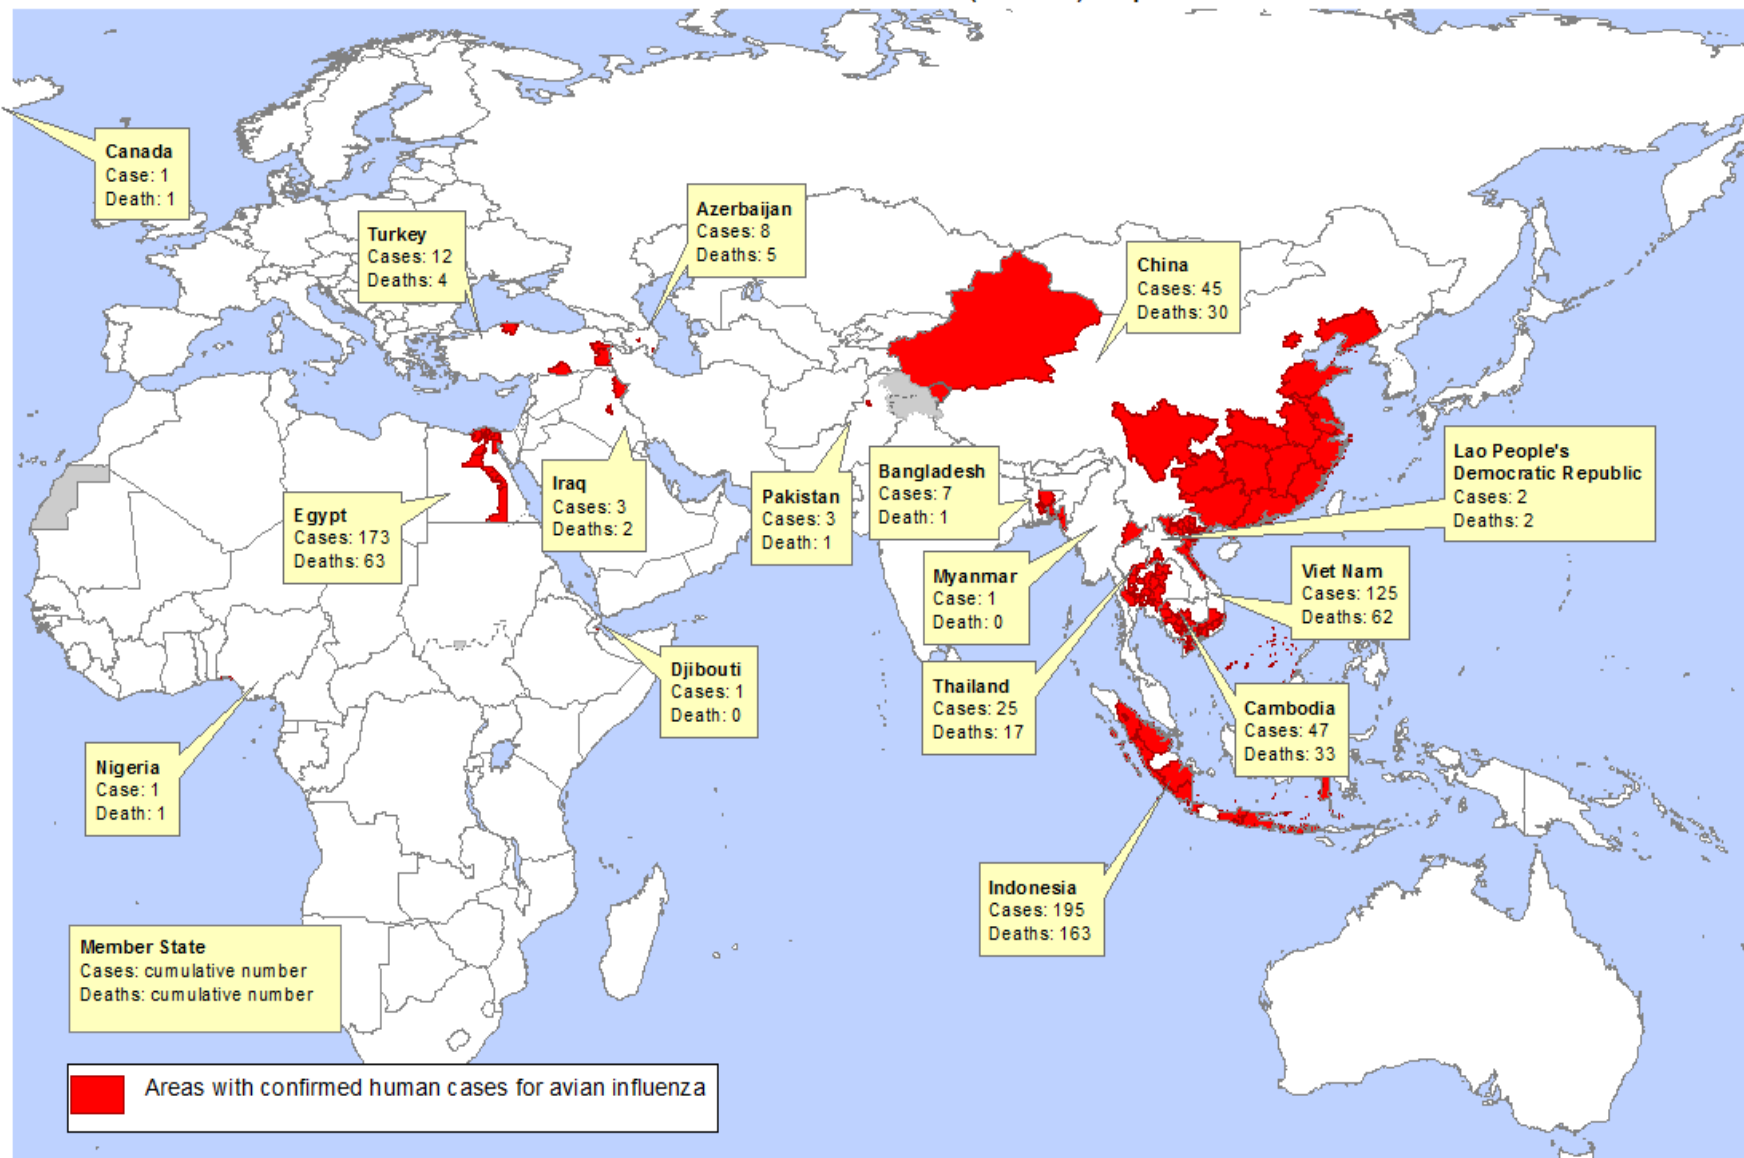 Canada
Case: 1
Death: 1
Turkey
Cases: 12
Deaths: 4
Azerbaijan
Cases: 8
Deaths: 5
China
Cases: 45
Deaths: 30
Egypt
Cases: 173
Deaths: 63
Iraq
Cases: 3
Deaths: 2
Pakistan
Cases: 3
Death: 1
Bangladesh
Cases: 7
Death: 1
Lao People's
Democratic Republic
Cases: 2
Deaths: 2
Myanmar
Case: 1
Death: 0
Viet Nam
Cases: 125
Deaths: 62
Djibouti
Cases: 1
Death: 0
Thailand
Cases: 25
Deaths: 17
Cambodia
Cases: 47
Deaths: 33
Nigeria
Case: 1
Death: 1
Indonesia
Cases: 195
Deaths: 163
Member State
Cases: cumulative number
Deaths: cumulative number
Areas with confirmed human cases for avian influenza